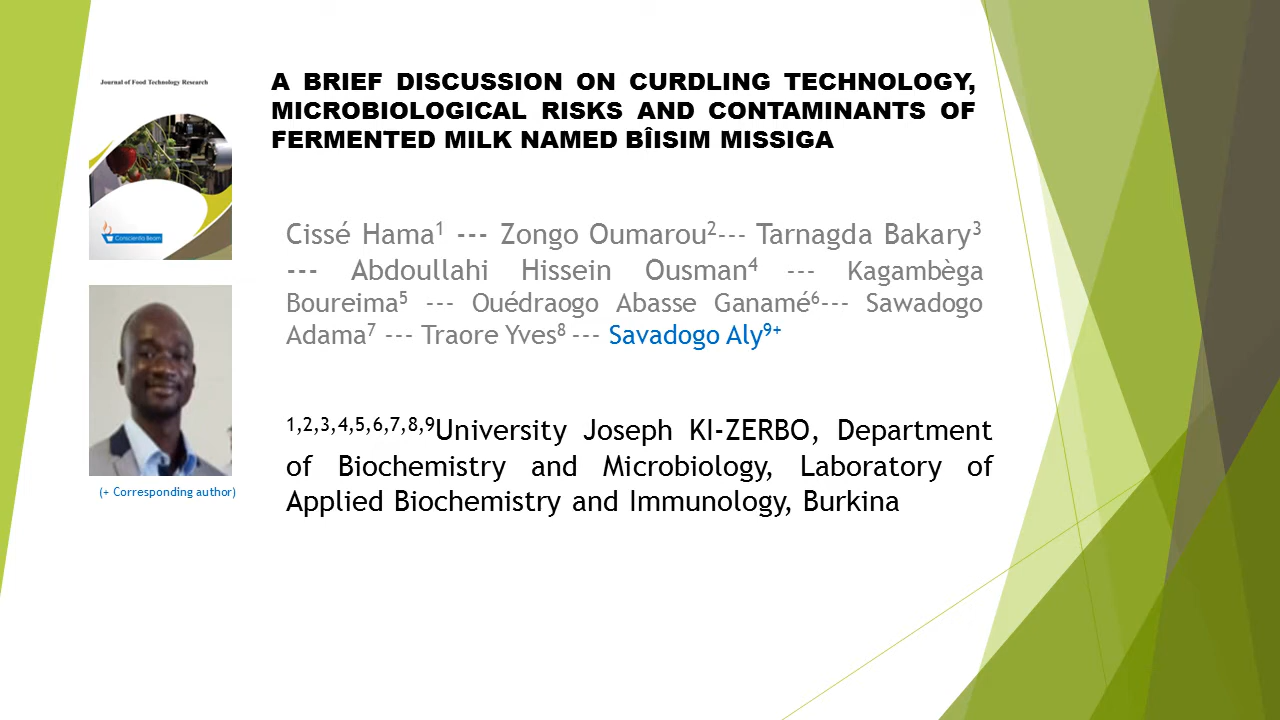 Journal of Food Technology Research
A BRIEF DISCUSSION ON CURDLING TECHNOLOGY,
MICROBIOLOGICAL RISKS AND CONTAMINANTS OF
FERMENTED MILK NAMED BÎISIM MISSIGA
Conscientia Beam
Cissé Hama¹ --- Zongo Oumarou²--- Tarnagda Bakary³
--- Abdoullahi Hissein Ousman⁴ --- Kagambèga
Boureima⁵ --- Ouédraogo Abasse Ganamé⁶--- Sawadogo
Adama⁷ --- Traore Yves⁸ --- Savadogo Aly⁹⁺
¹,²,³,⁴,⁵,⁶,⁷,⁸,⁹University Joseph KI-ZERBO, Department
of Biochemistry and Microbiology, Laboratory of
Applied Biochemistry and Immunology, Burkina
(+ Corresponding author)